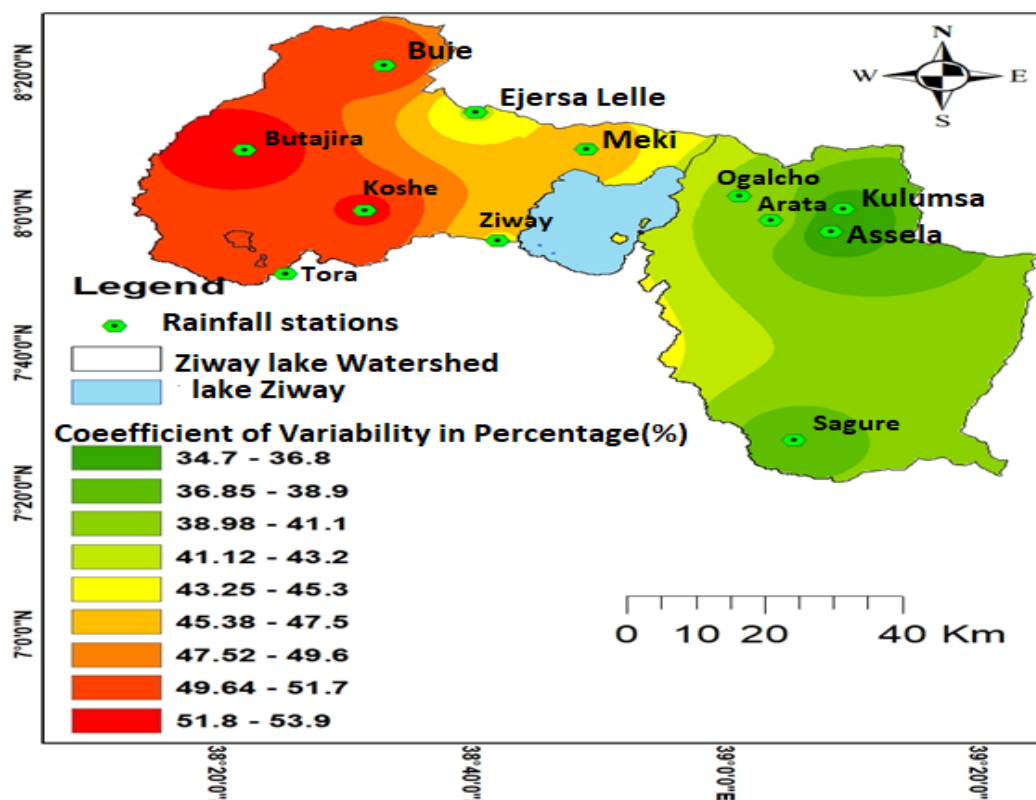 N
W E
S
Buie
Ejersa Lelle
Butajira
Meki
Koshe
Ogalcho
Arata
Kulumsa
Ziway
Assela
Tora
Sagure
Legend
Rainfall stations
Ziway lake Watershed
lake Ziway
Coeefficient of Variability in Percentage(%)
34.7 - 36.8
36.85 - 38.9
38.98 - 41.1
41.12 - 43.2
43.25 - 45.3
45.38 - 47.5
47.52 - 49.6
49.64 - 51.7
51.8 - 53.9
0 10 20 40 Km
8°20'0"N
8°0'0"N
7°40'0"N
7°20'0"N
7°0'0"N
38°20'0"
38°40'0"
39°0'0"E
39°20'0"